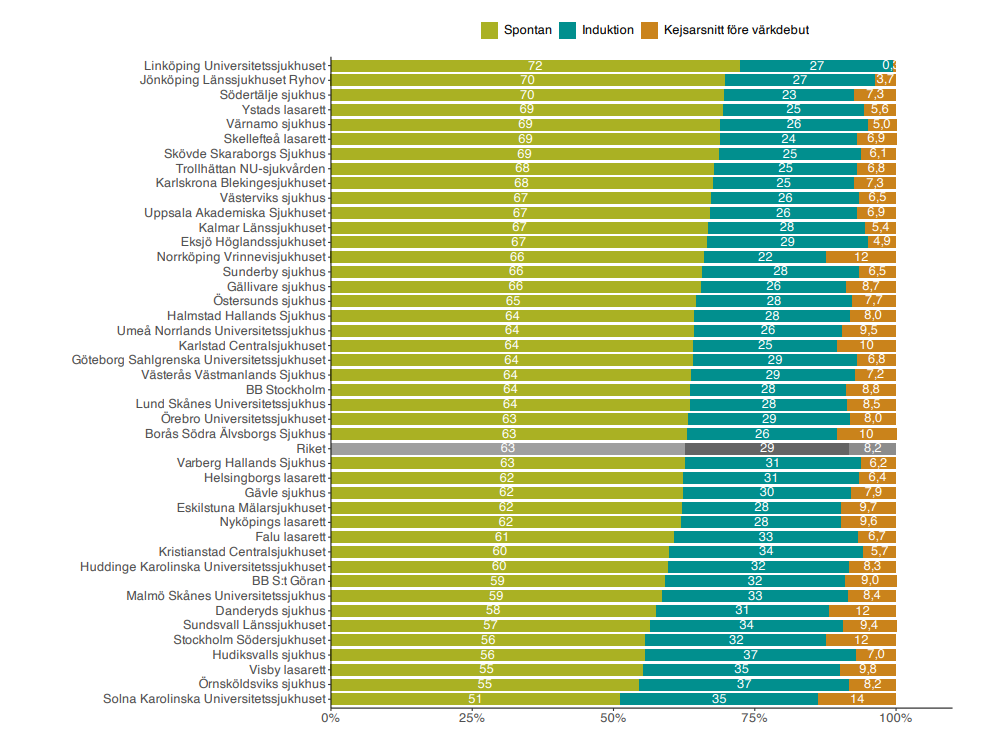 Spontan Induktion Kejsarsnitt före värkdebut
Linköping Universitetssjukhuset 72 27 0,
Jönköping Länssjukhuset Ryhov 70 27 3,7
Södertälje sjukhus 70 23 7,3
Ystads lasarett 69 25 5,6
Värnamo sjukhus 69 26 5,0
Skellefteå lasarett 69 24 6,9
Skövde Skaraborgs Sjukhus 69 25 6,1
Trollhättan NU-sjukvården 68 25 6,8
Karlskrona Blekingesjukhuset 68 25 7,3
Västerviks sjukhus 67 26 6,5
Uppsala Akademiska Sjukhuset 67 26 6,9
Kalmar Länssjukhuset 67 28 5,4
Eksjö Höglandssjukhuset 67 29 4,9
Norrköping Vrinnevisjukhuset 66 22 12
Sunderby sjukhus 66 28 6,5
Gällivare sjukhus 66 26 8,7
Östersunds sjukhus 65 28 7,7
Halmstad Hallands Sjukhus 64 28 8,0
Umeå Norrlands Universitetssjukhus 64 26 9,5
Karlstad Centralsjukhuset 64 25 10
Göteborg Sahlgrenska Universitetssjukhuset 64 29 6,8
Västerås Västmanlands Sjukhus 64 29 7,2
BB Stockholm 64 28 8,8
Lund Skånes Universitetssjukhus 64 28 8,5
Örebro Universitetssjukhuset 63 29 8,0
Borås Södra Älvsborgs Sjukhus 63 26 10
Riket 63 29 8,2
Varberg Hallands Sjukhus 63 31 6,2
Helsingborgs lasarett 62 31 6,4
Gävle sjukhus 62 30 7,9
Eskilstuna Mälarsjukhuset 62 28 9,7
Nyköpings lasarett 62 28 9,6
Falu lasarett 61 33 6,7
Kristianstad Centralsjukhuset 60 34 5,7
Huddinge Karolinska Universitetssjukhuset 60 32 8,3
BB S:t Göran 59 32 9,0
Malmö Skånes Universitetssjukhus 59 33 8,4
Danderyds sjukhus 58 31 12
Sundsvall Länssjukhuset 57 34 9,4
Stockholm Södersjukhuset 56 32 12
Hudiksvalls sjukhus 56 37 7,0
Visby lasarett 55 35 9,8
Örnsköldsviks sjukhus 55 37 8,2
Solna Karolinska Universitetssjukhuset 51 35 14
0% 25% 50% 75% 100%